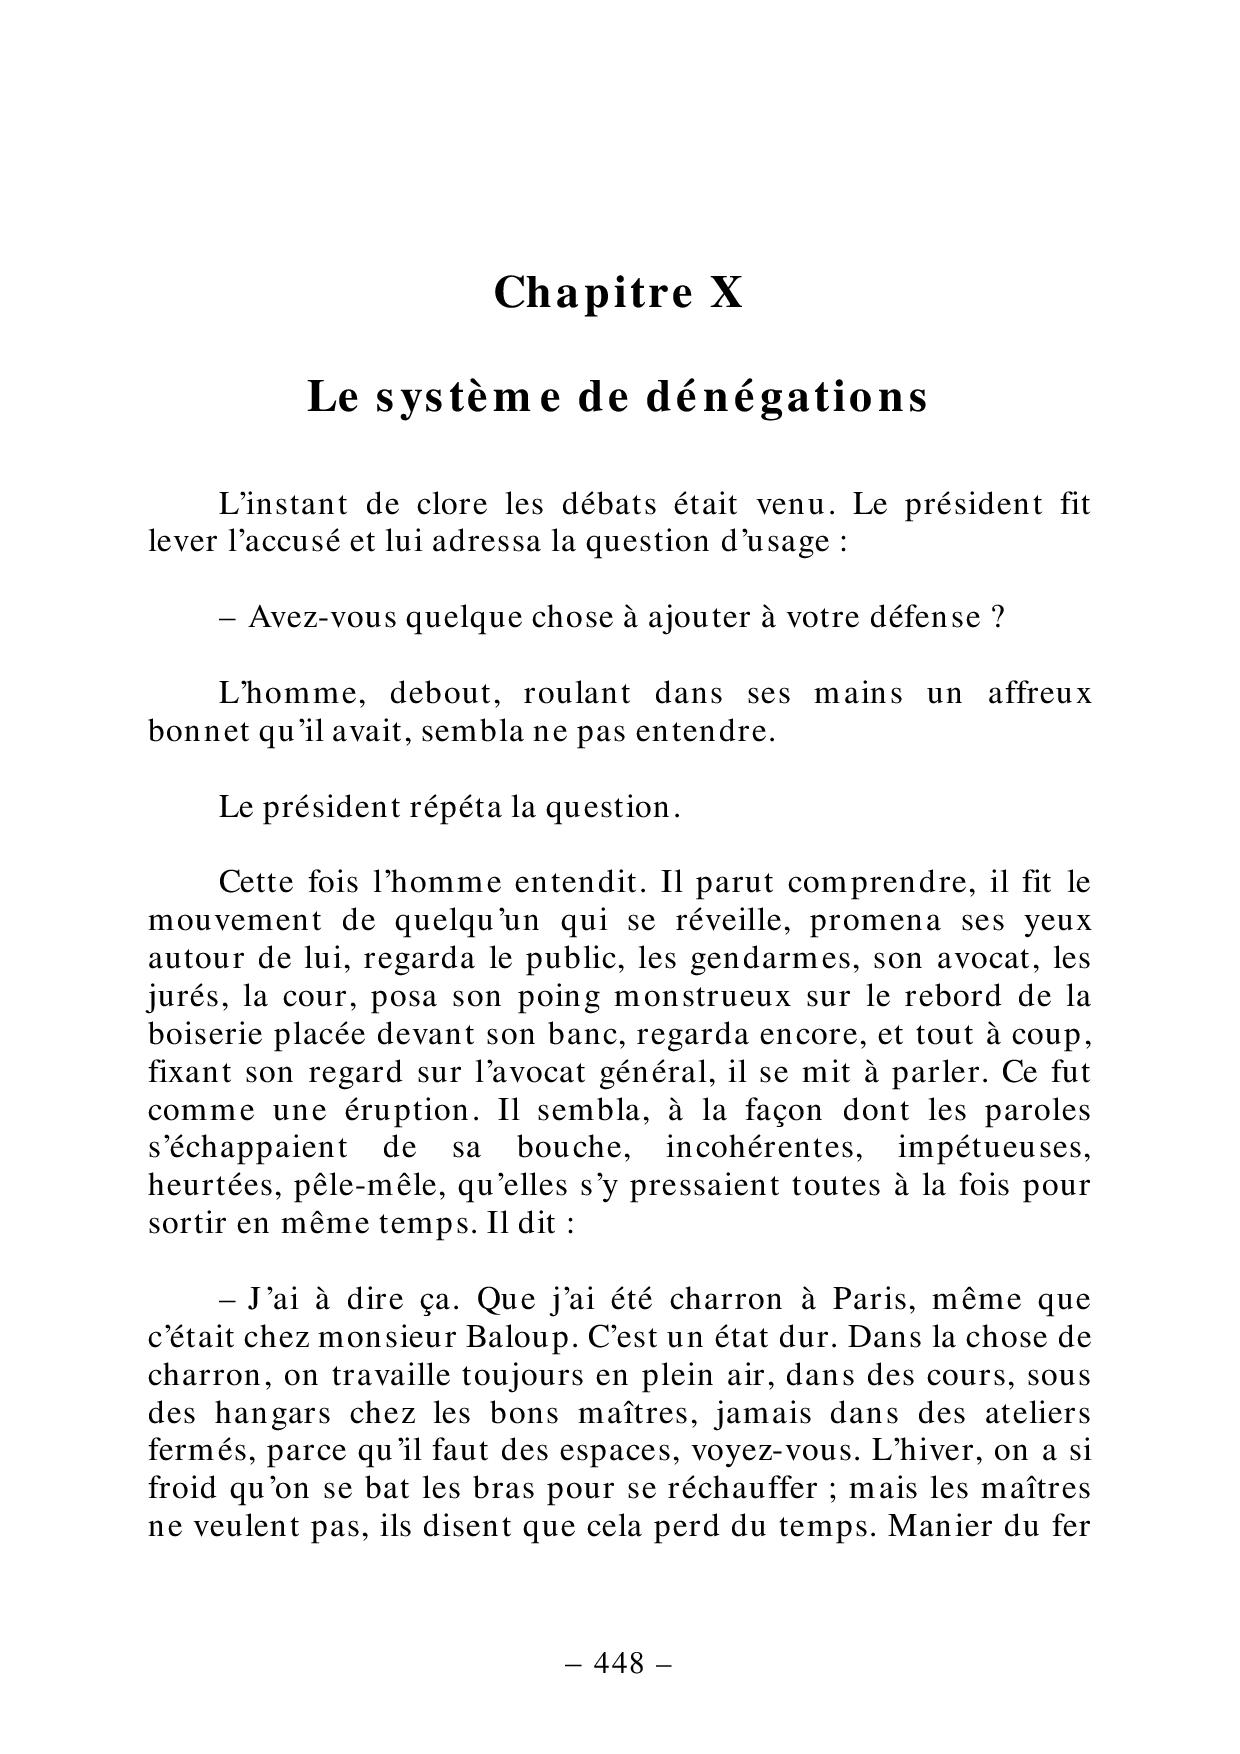 Chapitre X
Le système de dénégations
L’instant de clore les débats était venu. Le président fit
lever l’accusé et lui adressa la question d’usage :
– Avez-vous quelque chose à ajouter à votre défense ?
L’homme, debout, roulant dans ses mains un affreux
bonnet qu’il avait, sembla ne pas entendre.
Le président répéta la question.
Cette fois l’homme entendit. Il parut comprendre, il fit le
mouvement de quelqu’un qui se réveille, promena ses yeux
autour de lui, regarda le public, les gendarmes, son avocat, les
jurés, la cour, posa son poing monstrueux sur le rebord de la
boiserie placée devant son banc, regarda encore, et tout à coup,
fixant son regard sur l’avocat général, il se mit à parler. Ce fut
comme une éruption. Il sembla, à la façon dont les paroles
s’échappaient de sa bouche, incohérentes, impétueuses,
heurtées, pêle-mêle, qu’elles s’y pressaient toutes à la fois pour
sortir en même temps. Il dit :
– J’ai à dire ça. Que j’ai été charron à Paris, même que
c’était chez monsieur Baloup. C’est un état dur. Dans la chose de
charron, on travaille toujours en plein air, dans des cours, sous
des hangars chez les bons maîtres, jamais dans des ateliers
fermés, parce qu’il faut des espaces, voyez-vous. L’hiver, on a si
froid qu’on se bat les bras pour se réchauffer ; mais les maîtres
ne veulent pas, ils disent que cela perd du temps. Manier du fer
– 448 –